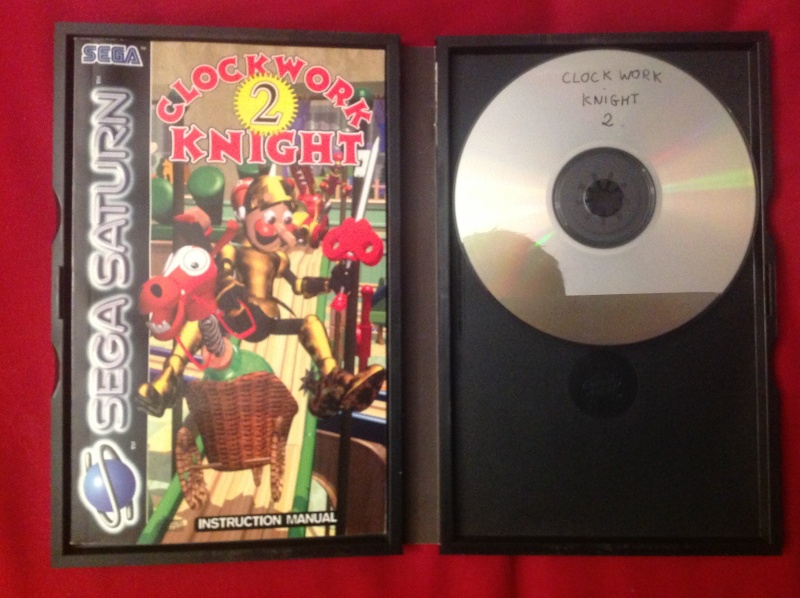 SEGA
SEGA SATURN
CLOCKWORK
2
KNIGHT
INSTRUCTION MANUAL
CLOCK WORK
KNIGHT
2